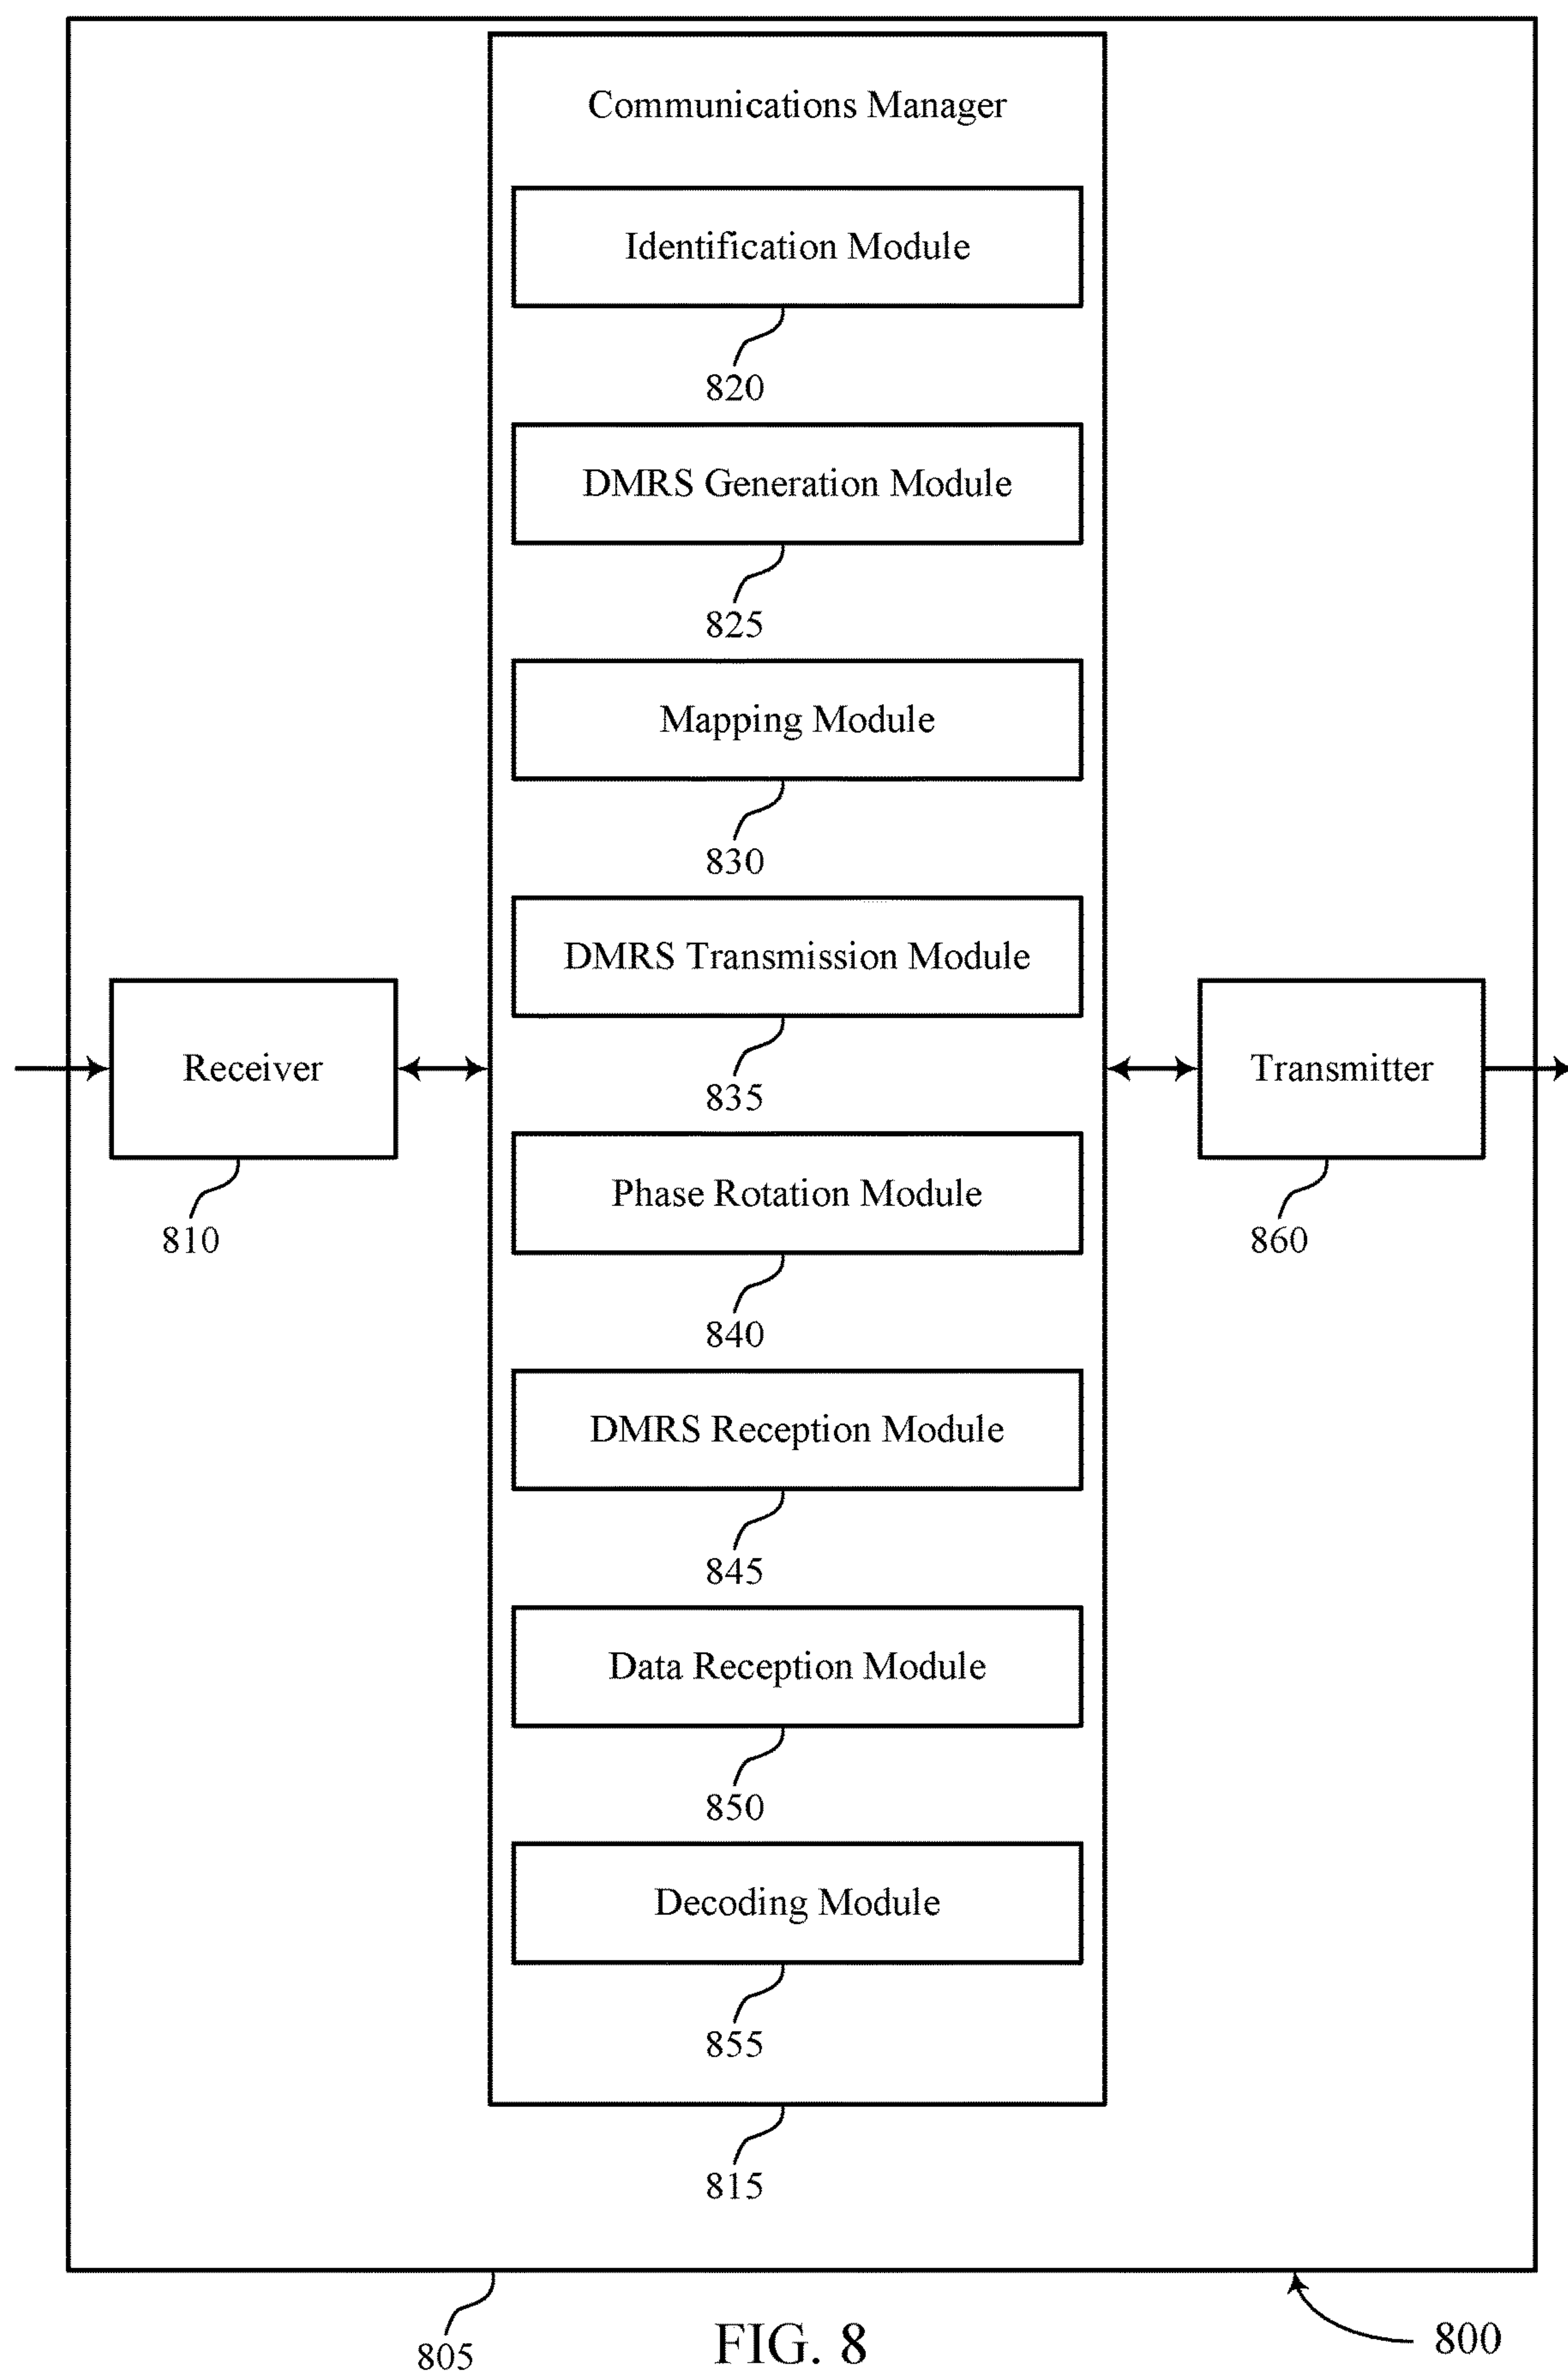 Communications Manager
Identification Module
820
DMRS Generation Module
825
Mapping Module
830
DMRS Transmission Module
835
Receiver
810
Transmitter
860
Phase Rotation Module
840
DMRS Reception Module
845
Data Reception Module
850
Decoding Module
855
815
805
FIG. 8
800